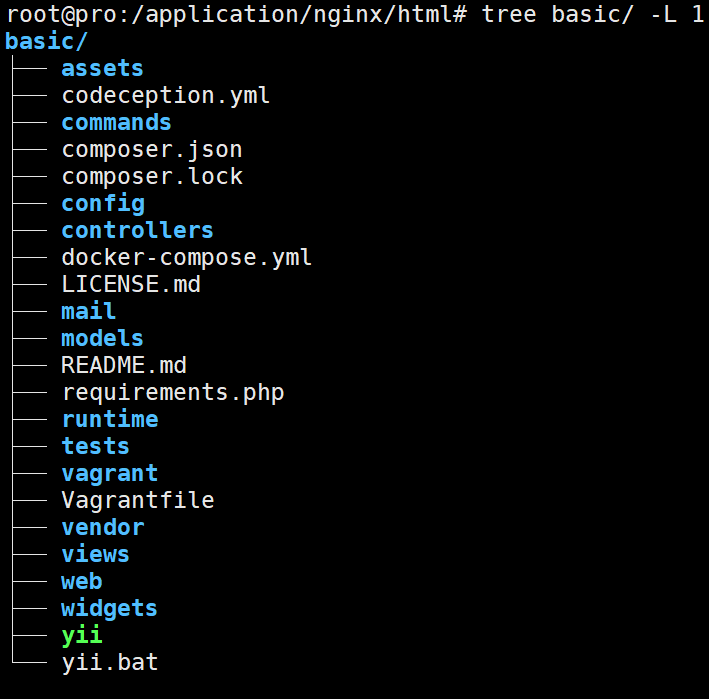 root@pro:/application/nginx/html# tree basic/ -L 1
basic/
├── assets
├── codeception.yml
├── commands
├── composer.json
├── composer.lock
├── config
├── controllers
├── docker-compose.yml
├── LICENSE.md
├── mail
├── models
├── README.md
├── requirements.php
├── runtime
├── tests
├── vagrant
├── Vagrantfile
├── vendor
├── views
├── web
├── widgets
├── yii
└── yii.bat